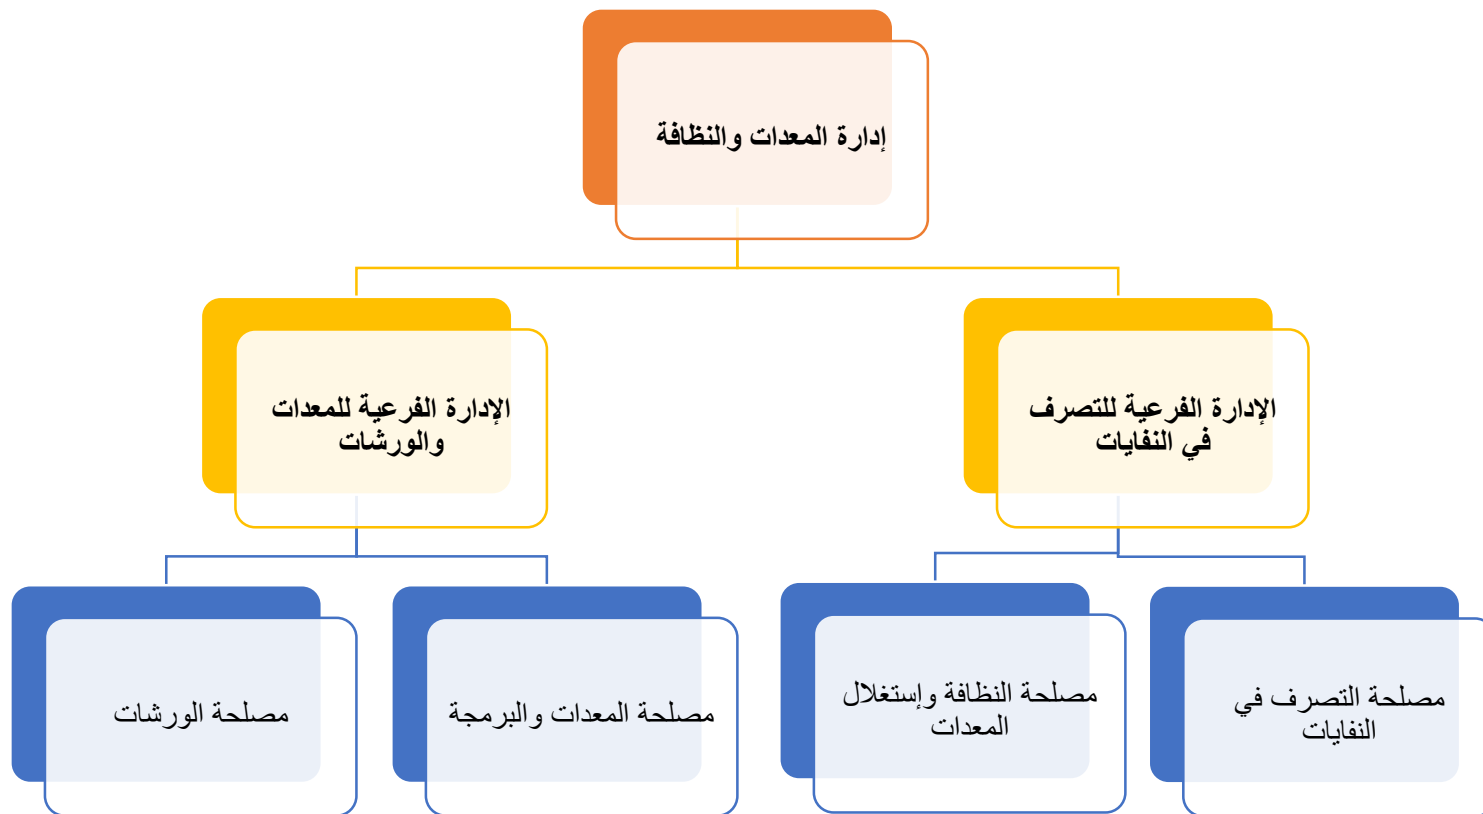 إدارة المعدات والنظافة
الإدارة الفرعية للتصرف
في النفايات
الإدارة الفرعية للمعدات
والورشات
مصلحة التصرف في
النفايات
مصلحة النظافة وإستغلال
المعدات
مصلحة المعدات والبرمجة
مصلحة الورشات